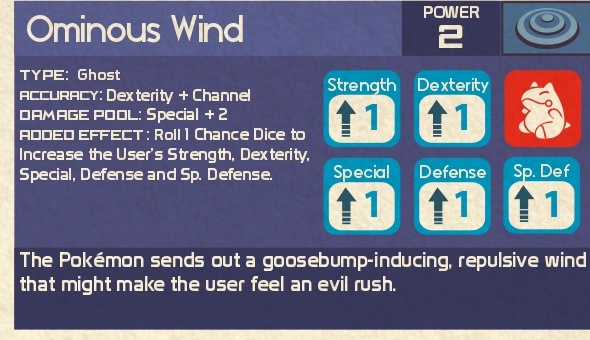 Ominous Wind
POWER
2
TYPE: Ghost
ACCURACY: Dexterity + Channel
DAMAGE POOL: Special + 2
ADDED EFFECT: Roll 1 Chance Dice to
Increase the User's Strength, Dexterity,
Special, Defense and Sp. Defense.
Strength
1
Dexterity
1
Special
1
Defense
1
Sp. Def
1
The Pokémon sends out a goosebump-inducing, repulsive wind
that might make the user feel an evil rush.